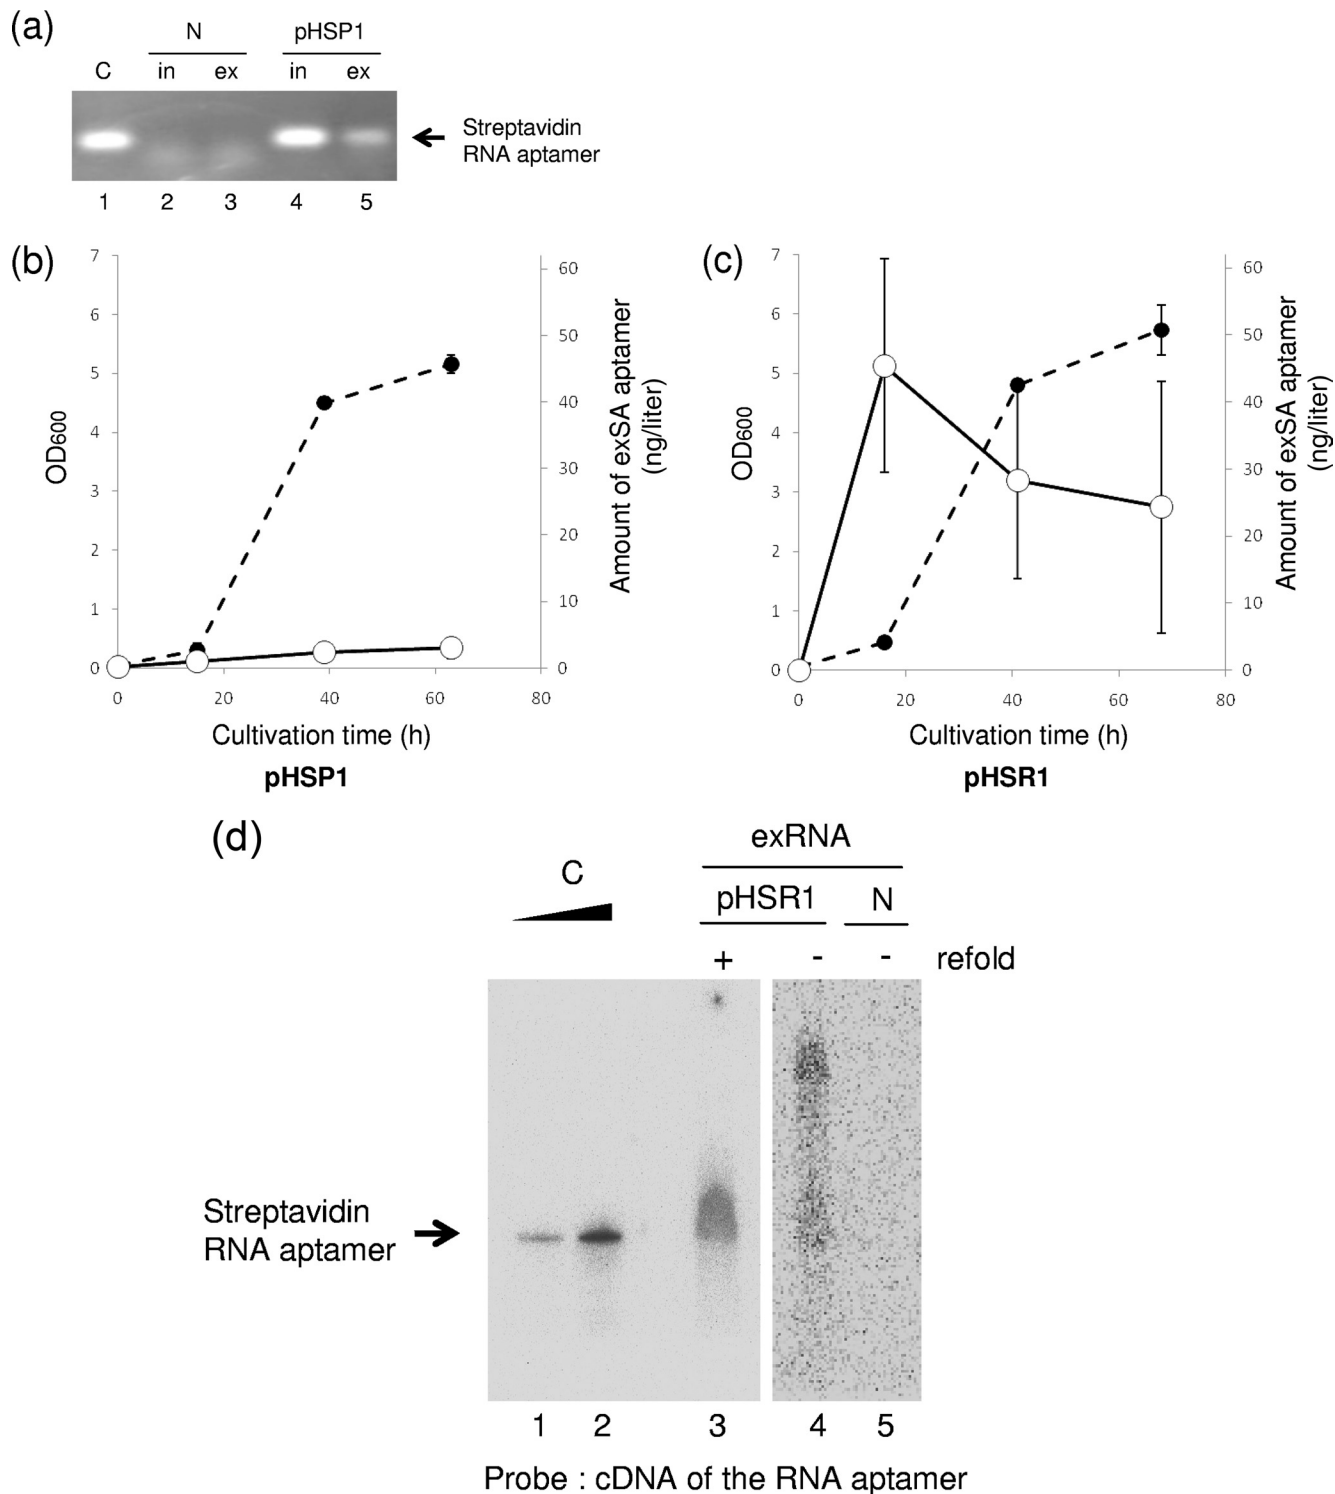 (a)
N pHSP1
C in ex in ex
Streptavidin
RNA aptamer
1 2 3 4 5
(b)
7
6
5
4
3
2
1
0
OD600
60
50
40
30
20
10
0
Amount of exSA aptamer
(ng/liter)
0 20 40 60 80
Cultivation time (h)
pHSP1
(c)
7
6
5
4
3
2
1
0
OD600
60
50
40
30
20
10
0
Amount of exSA aptamer
(ng/liter)
0 20 40 60 80
Cultivation time (h)
pHSR1
(d)
exRNA
C
pHSR1 N
+ - - refold
Streptavidin
RNA aptamer
1 2 3 4 5
Probe : cDNA of the RNA aptamer